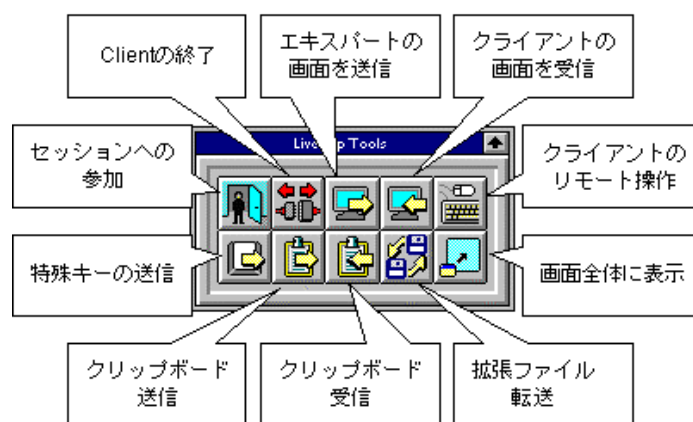 Clientの終了
エキスパートの
画面を送信
クライアントの
画面を受信
セッションへの
参加
Tools
クライアントの
リモート操作
特殊キーの送信
画面全体に表示
クリップボード
送信
クリップボード
受信
拡張ファイル
転送